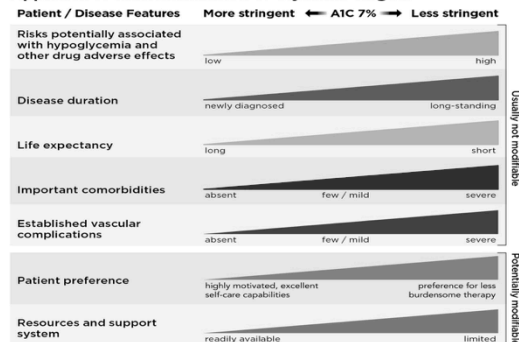 Patient / Disease Features More stringent ← A1C 7% → Less stringent
Risks potentially associated
with hypoglycemia and
other drug adverse effects
low high
Disease duration
newly diagnosed long-standing
Life expectancy
long short
Important comorbidities
absent few / mild severe
Established vascular
complications
absent few / mild severe
Usually not modifiable
Patient preference
highly motivated, excellent
self-care capabilities
preference for less
burdensome therapy
Resources and support
system
readily available limited
Potentially modifiable